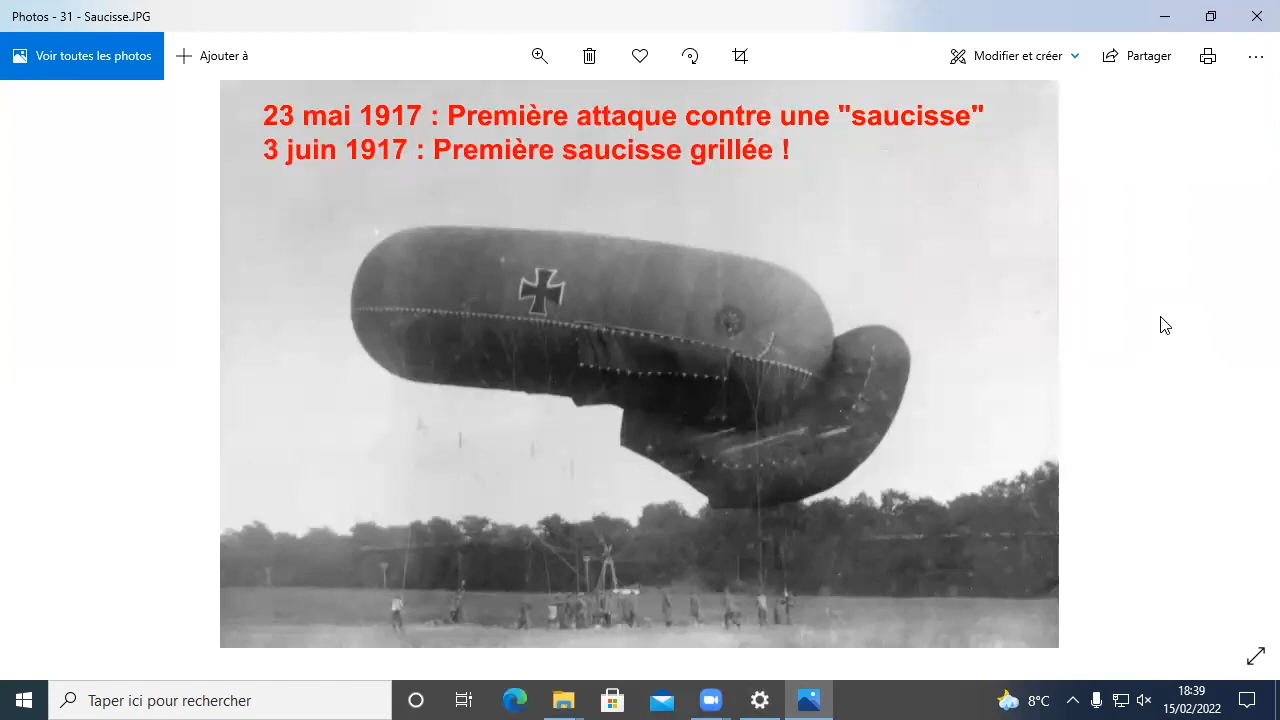 Photos - 31 - Saucisse.JPG
Voir toutes les photos
Ajouter à
Modifier et créer
Partager
23 mai 1917 : Première attaque contre une "saucisse"
3 juin 1917 : Première saucisse grillée !
Taper ici pour rechercher
8°C
18:39
15/02/2022